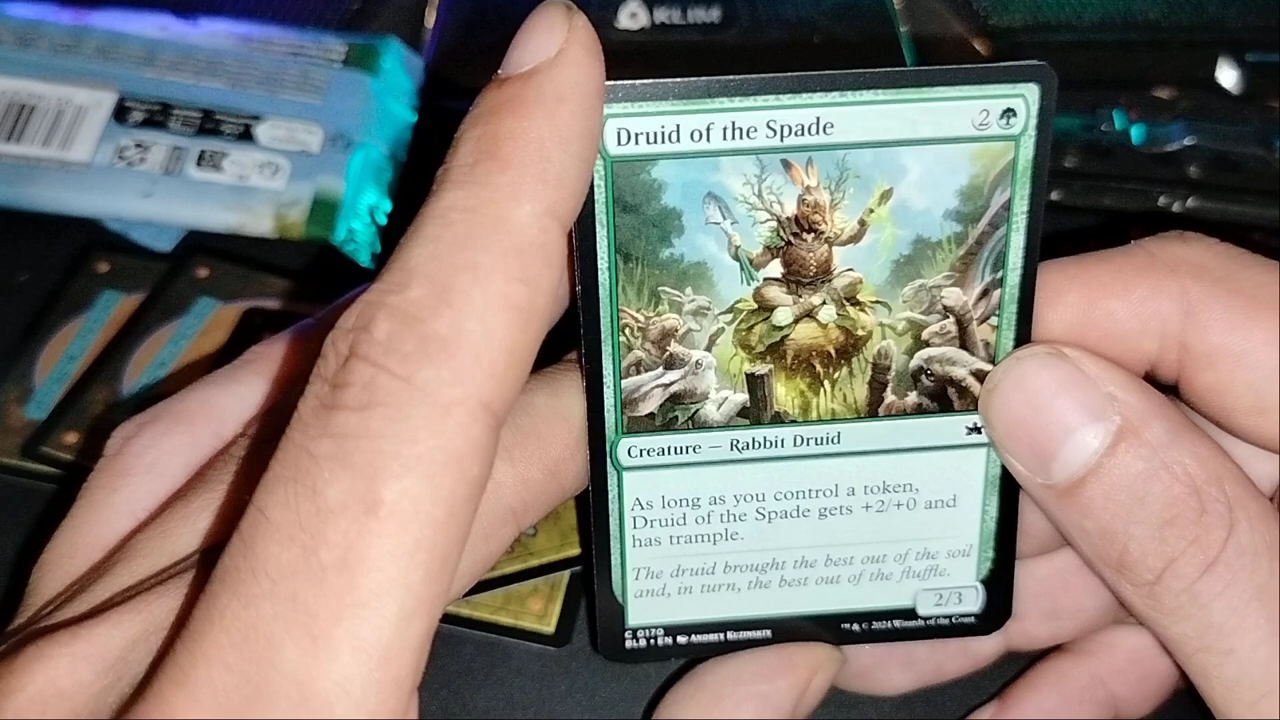 KLIM
Druid of the Spade
2
Creature — Rabbit Druid
As long as you control a token,
Druid of the Spade gets +2/+0 and
has trample.
The druid brought the best out of the soil
and, in turn, the best out of the fluffle.
2/3
C 0170
BLB • EN ANDREY KUZINSKIY
™ & © 2024 Wizards of the Coast